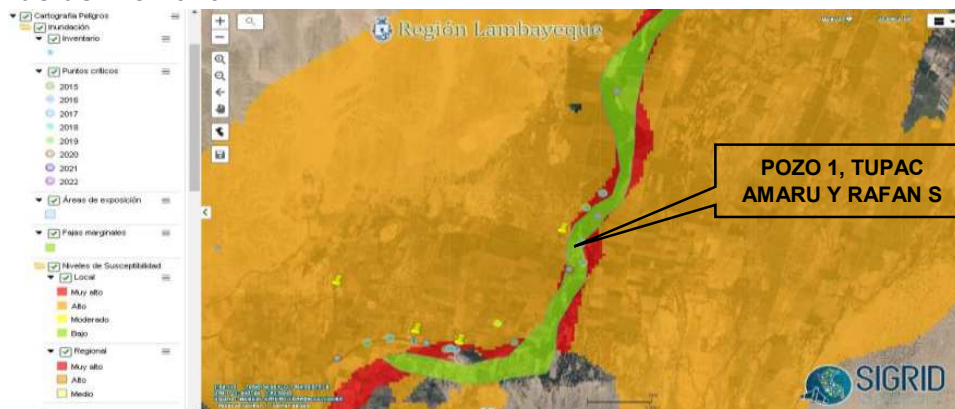 Cartografía Peligros
Inundación
Inventario
Puntos críticos
2015
2016
2017
2018
2019
2020
2021
2022
Áreas de exposición
Fajas marginales
Niveles de Susceptibilidad
Local
Muy alto
Alto
Moderado
Bajo
Regional
Muy alto
Alto
Medio
Región Lambayeque
POZO 1, TUPAC
AMARU Y RAFAN S
SIGRID